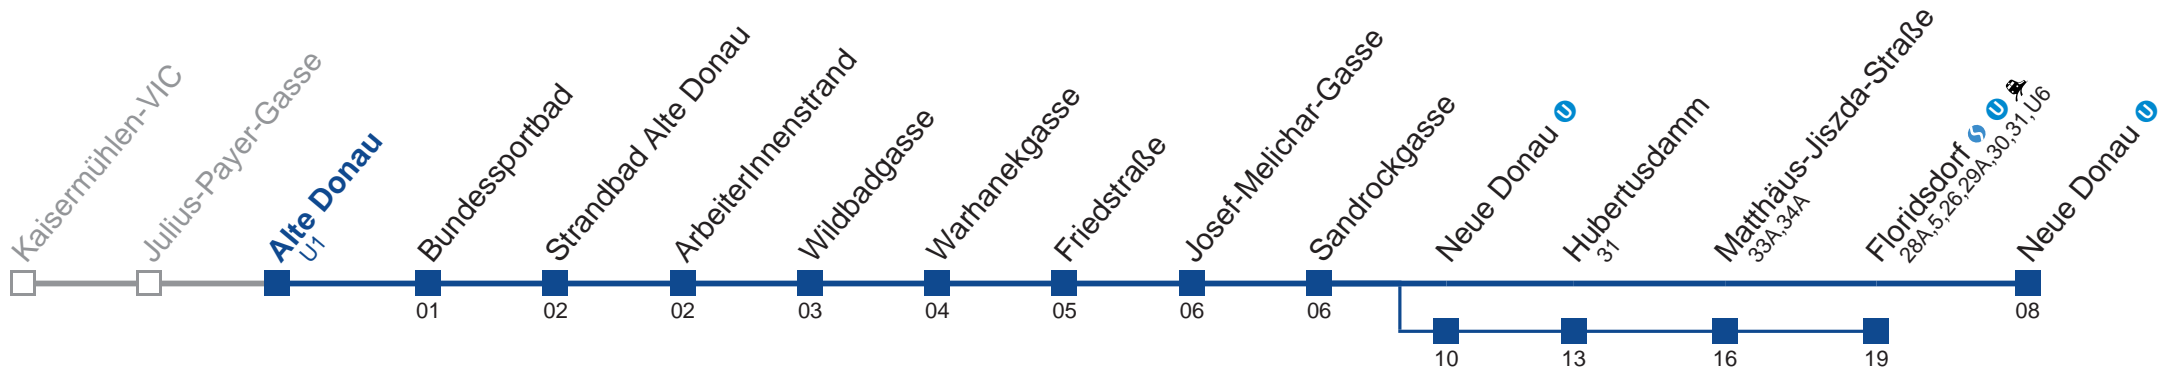 Kaisermühlen-VIC
Julius-Payer-Gasse
Alte Donau
U1
Bundessportbad
Strandbad Alte Donau
ArbeiterInnenstrand
Wildbadgasse
Warhanekgasse
Friedstraße
Josef-Melichar-Gasse
Sandrockgasse
Neue Donau U
Hubertusdamm
31
Matthäus-Jiszda-Straße
33A,34A
Floridsdorf S U
28A,5,26,29A,30,31,U6
Neue Donau U
01 02 02 03 04 05 06 06 08
10 13 16 19